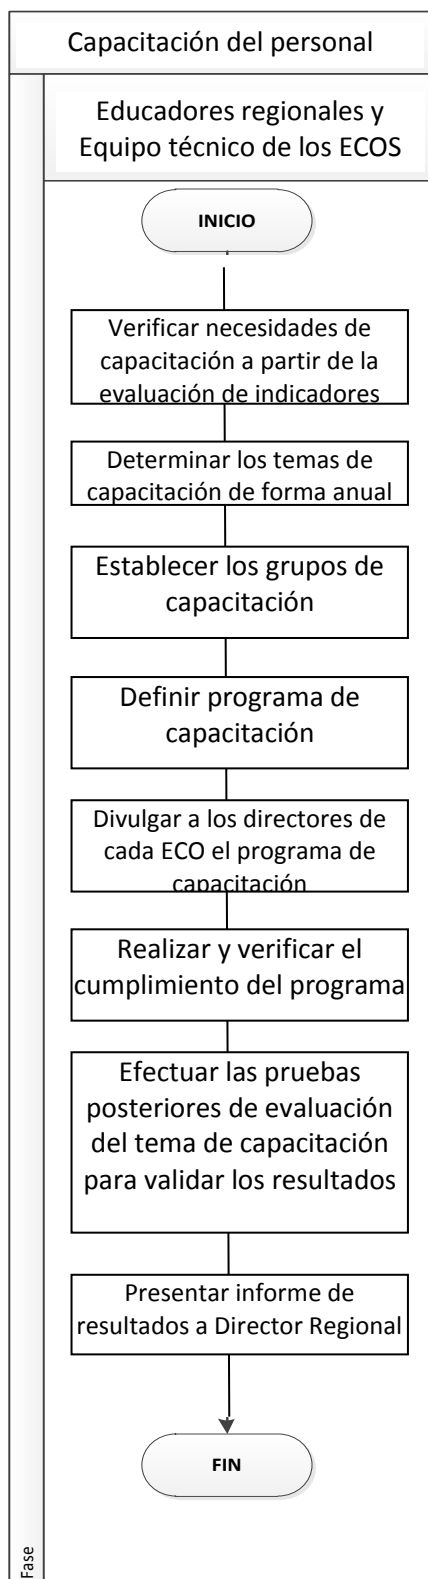 Capacitación del personal
Educadores regionales y
Equipo técnico de los ECOS
INICIO
Verificar necesidades de
capacitación a partir de la
evaluación de indicadores
Determinar los temas de
capacitación de forma anual
Establecer los grupos de
capacitación
Definir programa de
capacitación
Divulgar a los directores de
cada ECO el programa de
capacitación
Realizar y verificar el
cumplimiento del programa
Efectuar las pruebas
posteriores de evaluación
del tema de capacitación
para validar los resultados
Presentar informe de
resultados a Director Regional
FIN
Fase